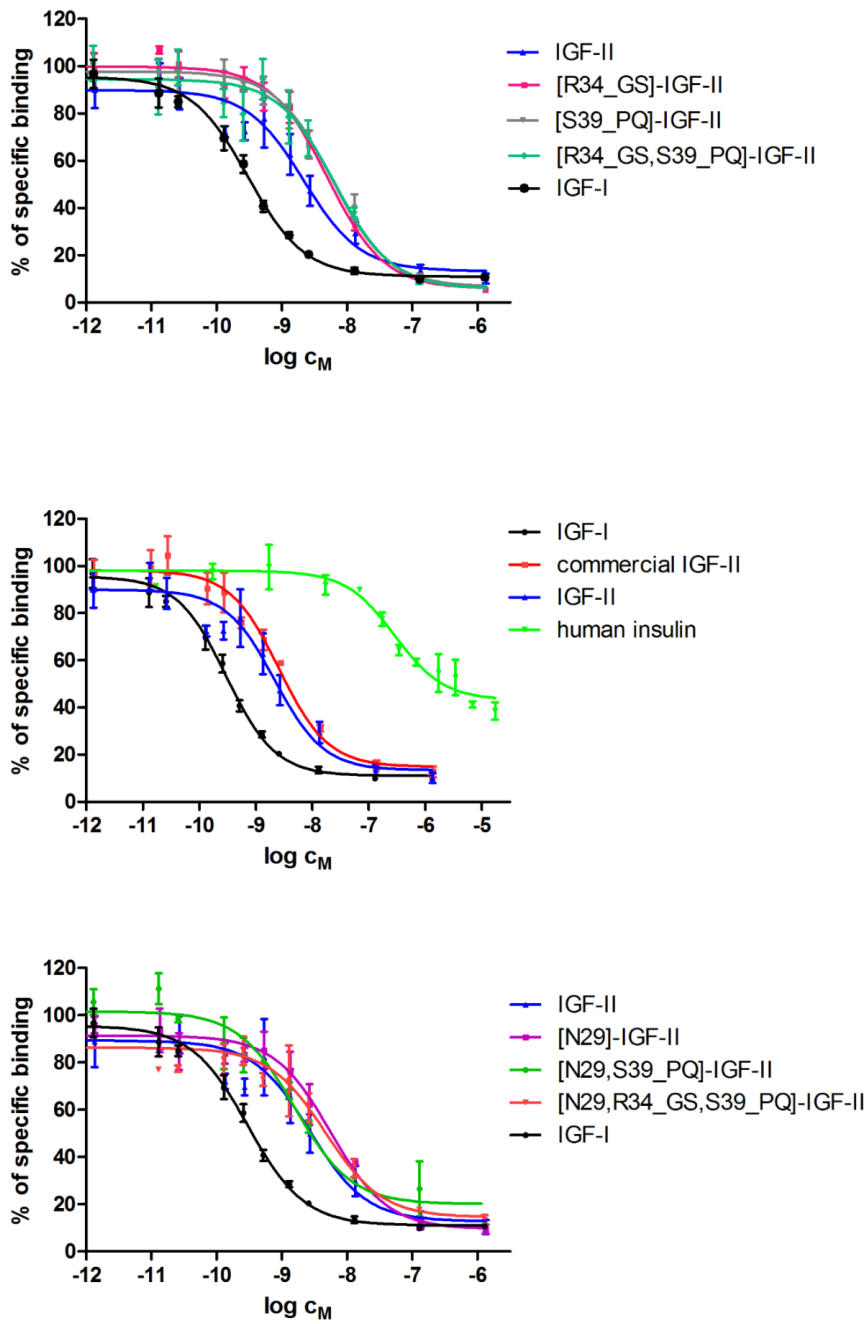 120
100
80
60
40
20
0
% of specific binding
-12 -11 -10 -9 -8 -7 -6
log cM
IGF-II
[R34_GS]-IGF-II
[S39_PQ]-IGF-II
[R34_GS,S39_PQ]-IGF-II
IGF-I
120
100
80
60
40
20
0
% of specific binding
-12 -11 -10 -9 -8 -7 -6 -5
log cM
IGF-I
commercial IGF-II
IGF-II
human insulin
120
100
80
60
40
20
0
% of specific binding
-12 -11 -10 -9 -8 -7 -6
log cM
IGF-II
[N29]-IGF-II
[N29,S39_PQ]-IGF-II
[N29,R34_GS,S39_PQ]-IGF-II
IGF-I